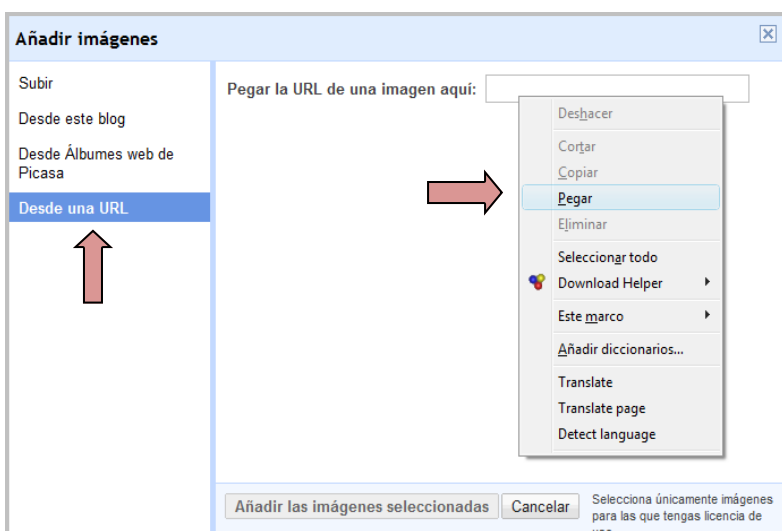 Añadir imágenes
Subir
Desde este blog
Desde Álbumes web de
Picasa
Desde una URL
Pegar la URL de una imagen aquí:
Deshacer
Cortar
Copiar
Pegar
Eliminar
Seleccionar todo
Download Helper
Este marco
Añadir diccionarios...
Translate
Translate page
Detect language
Añadir las imágenes seleccionadas
Cancelar
Selecciona únicamente imágenes
para las que tengas licencia de